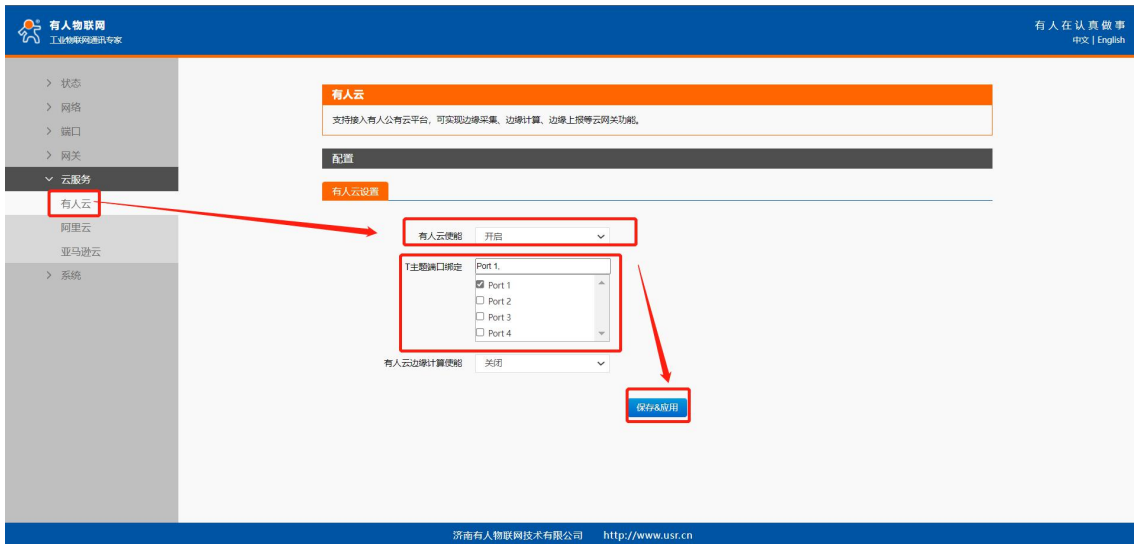 有人物联网
工业物联网通讯专家
有人在认真做事
中文 | English
状态
网络
端口
网关
云服务
有人云
阿里云
亚马逊云
系统
有人云
支持接入有人公有云平台，可实现边缘采集、边缘计算、边缘上报等云网关功能。
配置
有人云设置
有人云使能 开启
T主题端口绑定 Port 1,
Port 1
Port 2
Port 3
Port 4
有人云边缘计算使能 关闭
保存&应用
济南有人物联网技术有限公司 http://www.usr.cn